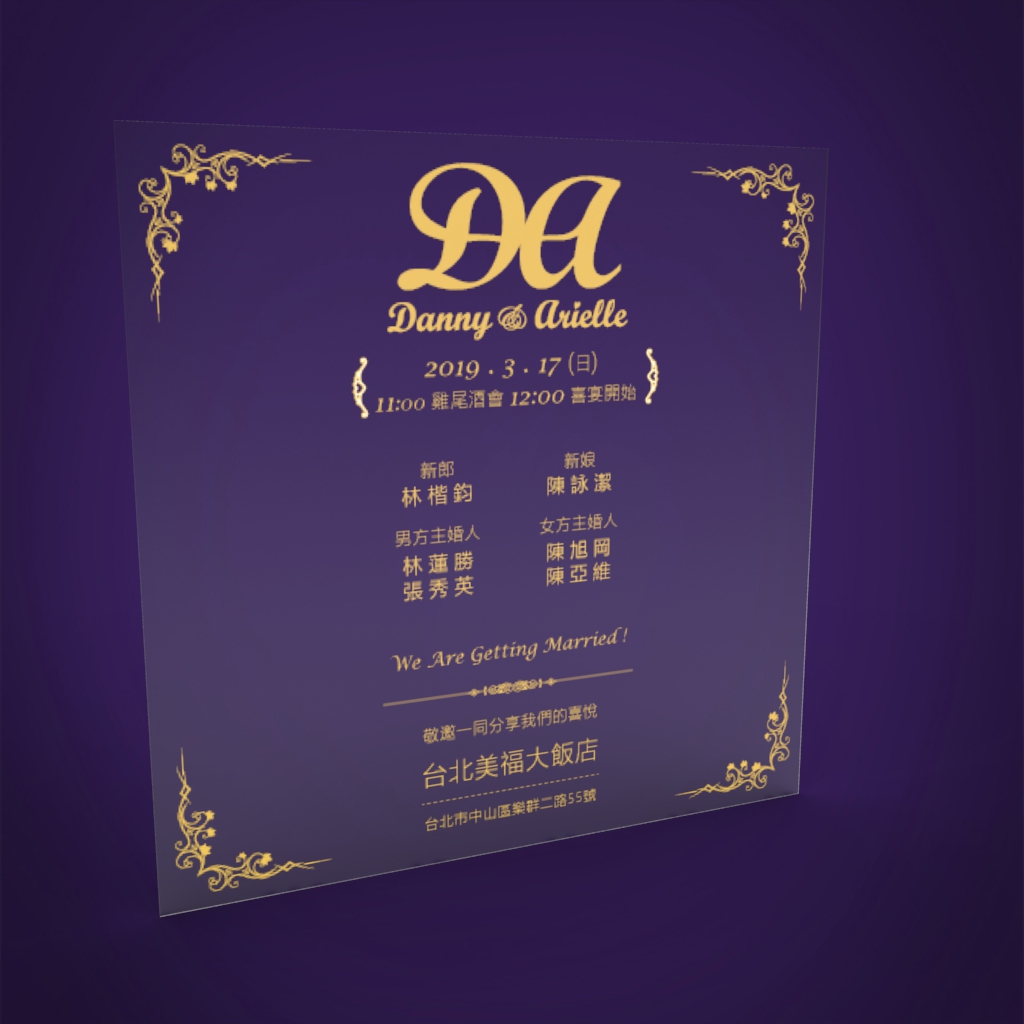 DA
Danny & Arielle
2019 . 3 . 17 (日)
11:00 雞尾酒會 12:00 喜宴開始
新郎
林楷鈞
新娘
陳詠潔
男方主婚人
林蓮勝
張秀英
女方主婚人
陳旭岡
陳亞維
We Are Getting Married!
敬邀一同分享我們的喜悅
台北美福大飯店
台北市中山區樂群二路55號